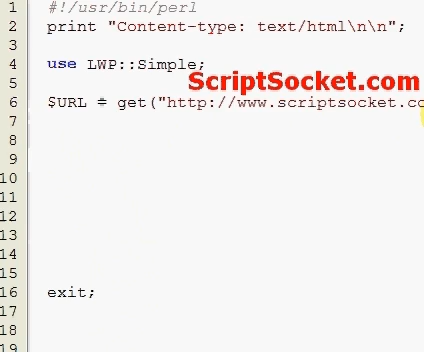 1 #!/usr/bin/perl
2 print "Content-type: text/html\n\n";
3
4 use LWP::Simple;
ScriptSocket.com
5
6 $URL = get("http://www.scriptsocket.co
7
8
9
10
11
12
13
14
15
16 exit;
17
18
19